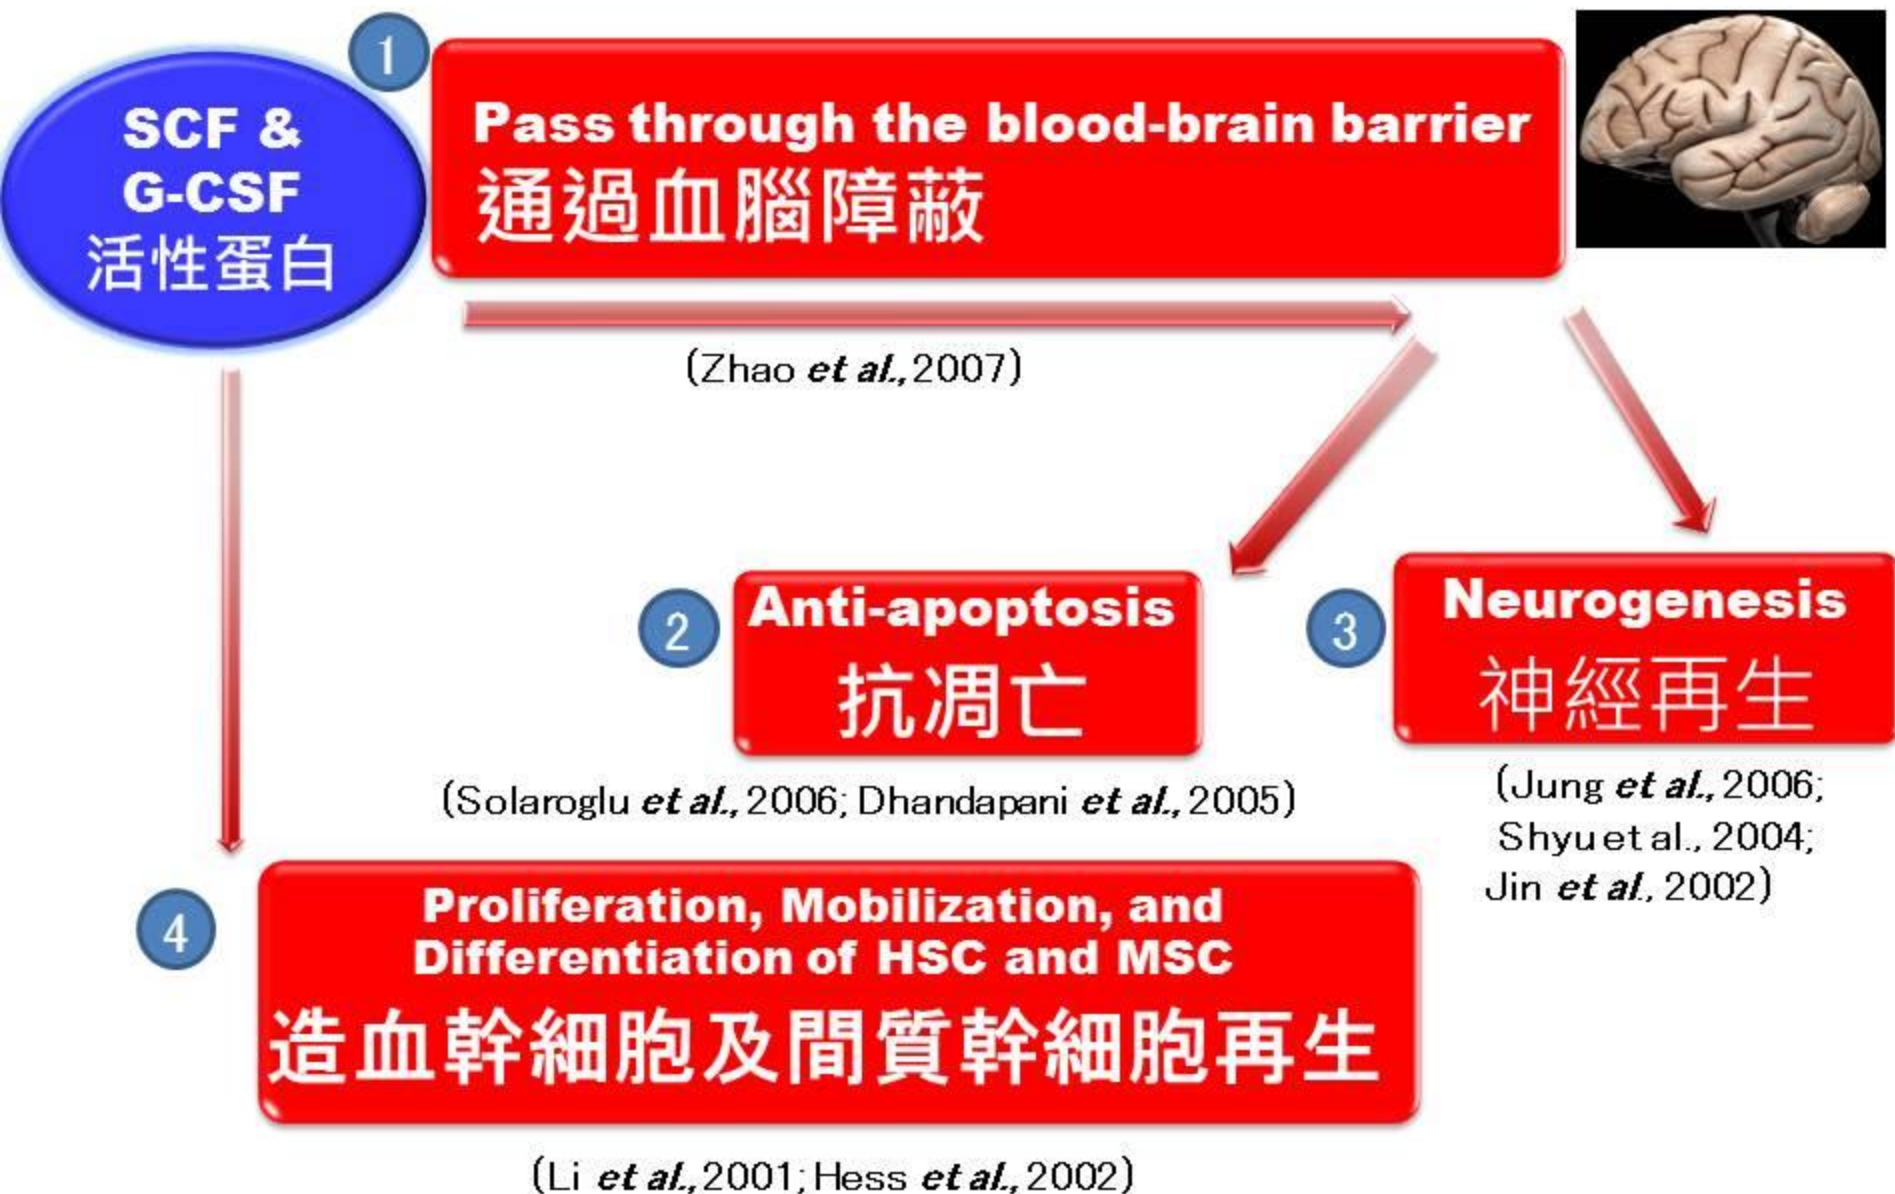 SCF &
G-CSF
活性蛋白
1
Pass through the blood-brain barrier
通過血腦障蔽
(Zhao et al., 2007)
2
Anti-apoptosis
抗凋亡
(Solaroglu et al., 2006; Dhandapani et al., 2005)
3
Neurogenesis
神經再生
(Jung et al., 2006;
Shyu et al., 2004;
Jin et al., 2002)
4
Proliferation, Mobilization, and
Differentiation of HSC and MSC
造血幹細胞及間質幹細胞再生
(Li et al., 2001; Hess et al., 2002)